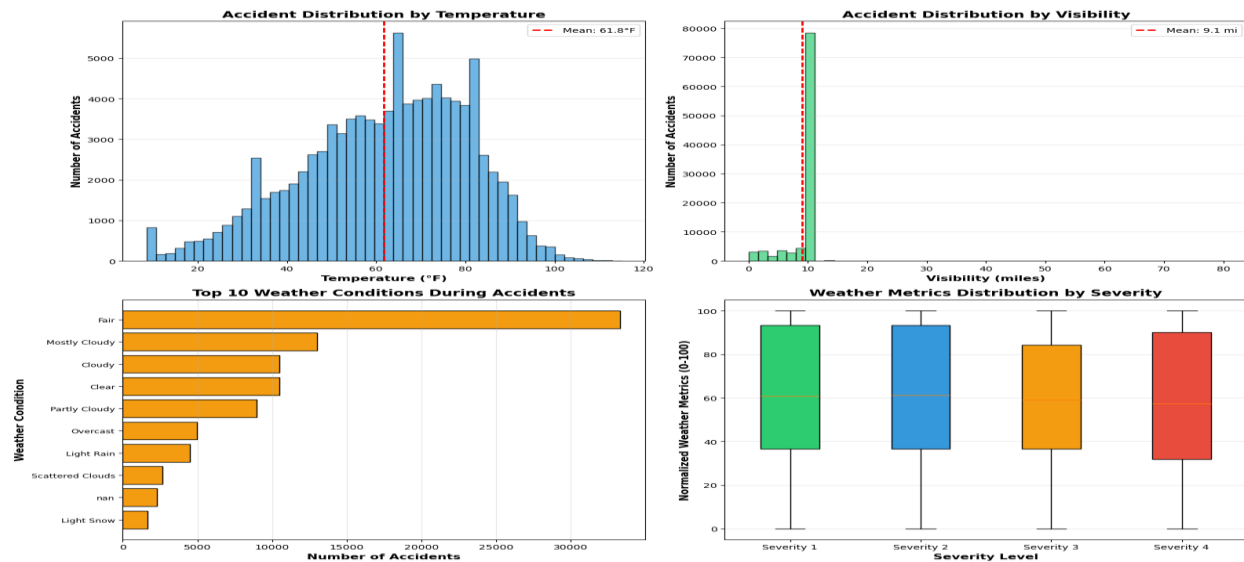 Accident Distribution by Temperature
Mean: 61.8°F
Number of Accidents
5000
4000
3000
2000
1000
0
20
40
60
80
100
120
Temperature (°F)
Accident Distribution by Visibility
Mean: 9.1 mi
Number of Accidents
80000
70000
60000
50000
40000
30000
20000
10000
0
0
10
20
30
40
50
60
70
80
Visibility (miles)
Top 10 Weather Conditions During Accidents
Weather Condition
Fair
Mostly Cloudy
Cloudy
Clear
Partly Cloudy
Overcast
Light Rain
Scattered Clouds
nan
Light Snow
0
5000
10000
15000
20000
25000
30000
Number of Accidents
Weather Metrics Distribution by Severity
Normalized Weather Metrics (0-100)
100
80
60
40
20
0
Severity 1
Severity 2
Severity 3
Severity 4
Severity Level